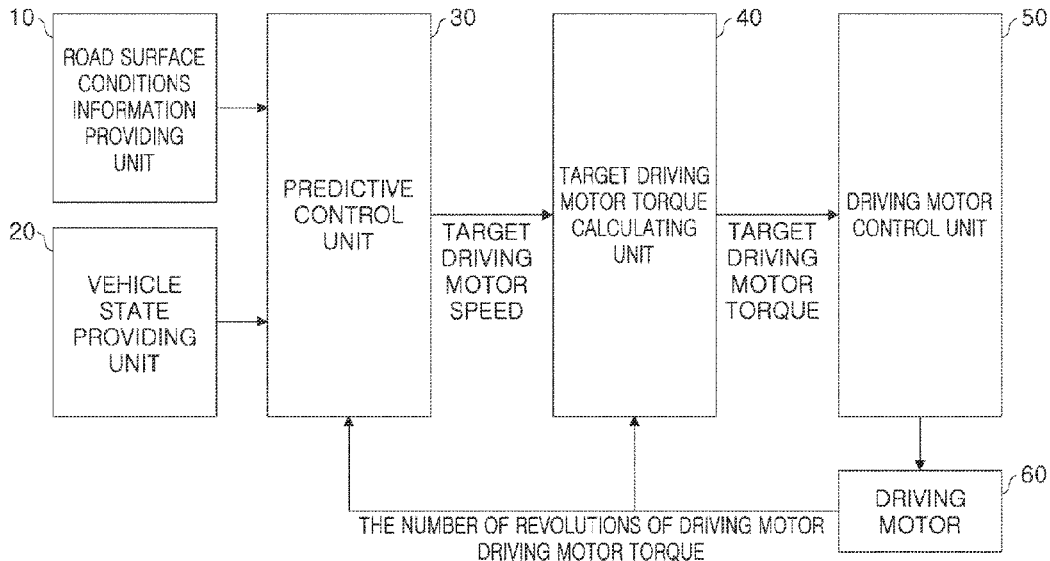 10
ROAD SURFACE
CONDITIONS
INFORMATION
PROVIDING
UNIT
20
VEHICLE
STATE
PROVIDING
UNIT
30
PREDICTIVE
CONTROL
UNIT
TARGET
DRIVING
MOTOR
SPEED
40
TARGET DRIVING
MOTOR TORQUE
CALCULATING
UNIT
TARGET
DRIVING
MOTOR
TORQUE
50
DRIVING MOTOR
CONTROL UNIT
60
DRIVING
MOTOR
THE NUMBER OF REVOLUTIONS OF DRIVING MOTOR
DRIVING MOTOR TORQUE